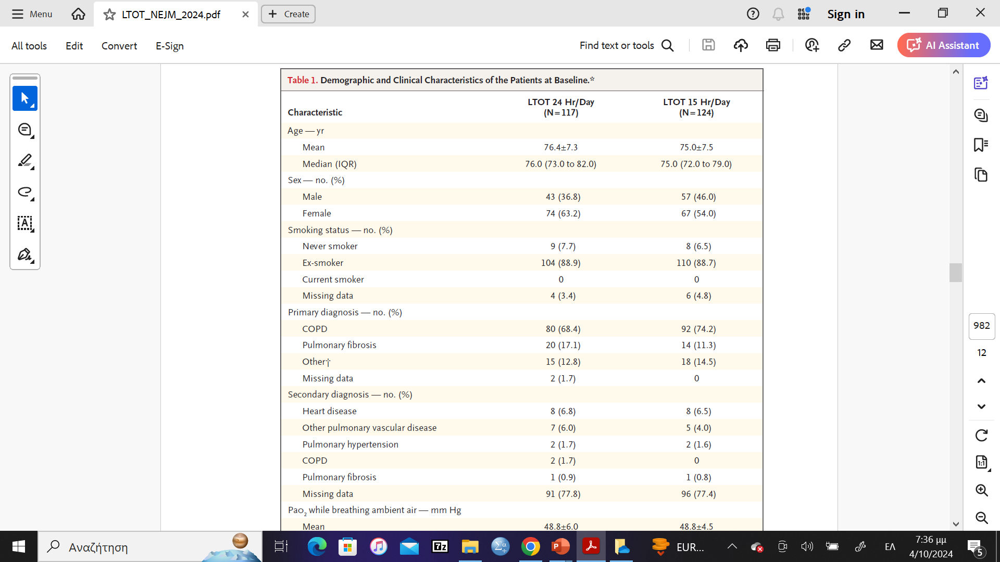 Menu LTOT_NEJM_2024.pdf + Create Sign in
All tools Edit Convert E-Sign Find text or tools AI Assistant
Table 1. Demographic and Clinical Characteristics of the Patients at Baseline.*
Characteristic LTOT 24 Hr/Day (N=117) LTOT 15 Hr/Day (N=124)
Age — yr
Mean 76.4±7.3 75.0±7.5
Median (IQR) 76.0 (73.0 to 82.0) 75.0 (72.0 to 79.0)
Sex — no. (%)
Male 43 (36.8) 57 (46.0)
Female 74 (63.2) 67 (54.0)
Smoking status — no. (%)
Never smoker 9 (7.7) 8 (6.5)
Ex-smoker 104 (88.9) 110 (88.7)
Current smoker 0 0
Missing data 4 (3.4) 6 (4.8)
Primary diagnosis — no. (%)
COPD 80 (68.4) 92 (74.2)
Pulmonary fibrosis 20 (17.1) 14 (11.3)
Other† 15 (12.8) 18 (14.5)
Missing data 2 (1.7) 0
Secondary diagnosis — no. (%)
Heart disease 8 (6.8) 8 (6.5)
Other pulmonary vascular disease 7 (6.0) 5 (4.0)
Pulmonary hypertension 2 (1.7) 2 (1.6)
COPD 2 (1.7) 0
Pulmonary fibrosis 1 (0.9) 1 (0.8)
Missing data 91 (77.8) 96 (77.4)
Pao₂ while breathing ambient air — mm Hg
Mean 48.8±6.0 48.8±4.5
982
12
1:1
Αναζήτηση 7z Σα P EUR... ΕΛ 7:36 μμ
4/10/2024 5